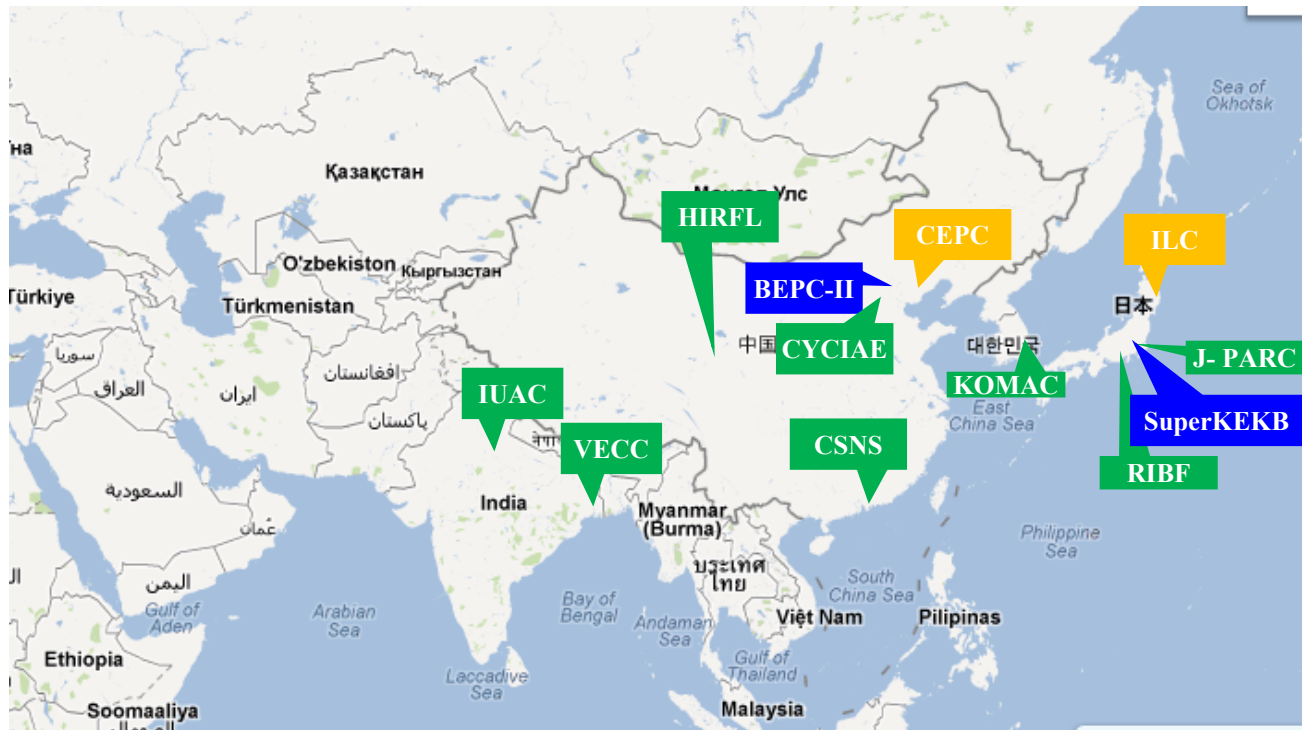 Sea of
Okhotsk
Қазақстан
Улс
HIRFL
CEPC
ILC
O'zbekiston
Кыргызстан
BEPC-II
Türkiye
Türkmenistan
日本
中国
CYCIAE
대한민국
J- PARC
سوريا
العراق
ایران
افغانستان
پاکستان
KOMAC
East
China Sea
SuperKEKB
IUAC
नेपा
VECC
CSNS
RIBF
السعودية
عُمان
India
Myanmar
(Burma)
Philippine
Sea
ประเทศ
ไทย
اليمن
Gulf of
Aden
Arabian
Sea
Bay of
Bengal
Andaman
Sea
South
China Sea
Việt Nam
Pilipinas
Ethiopia
Gulf of
Thailand
Laccadive
Sea
Soomaaliya
Malaysia